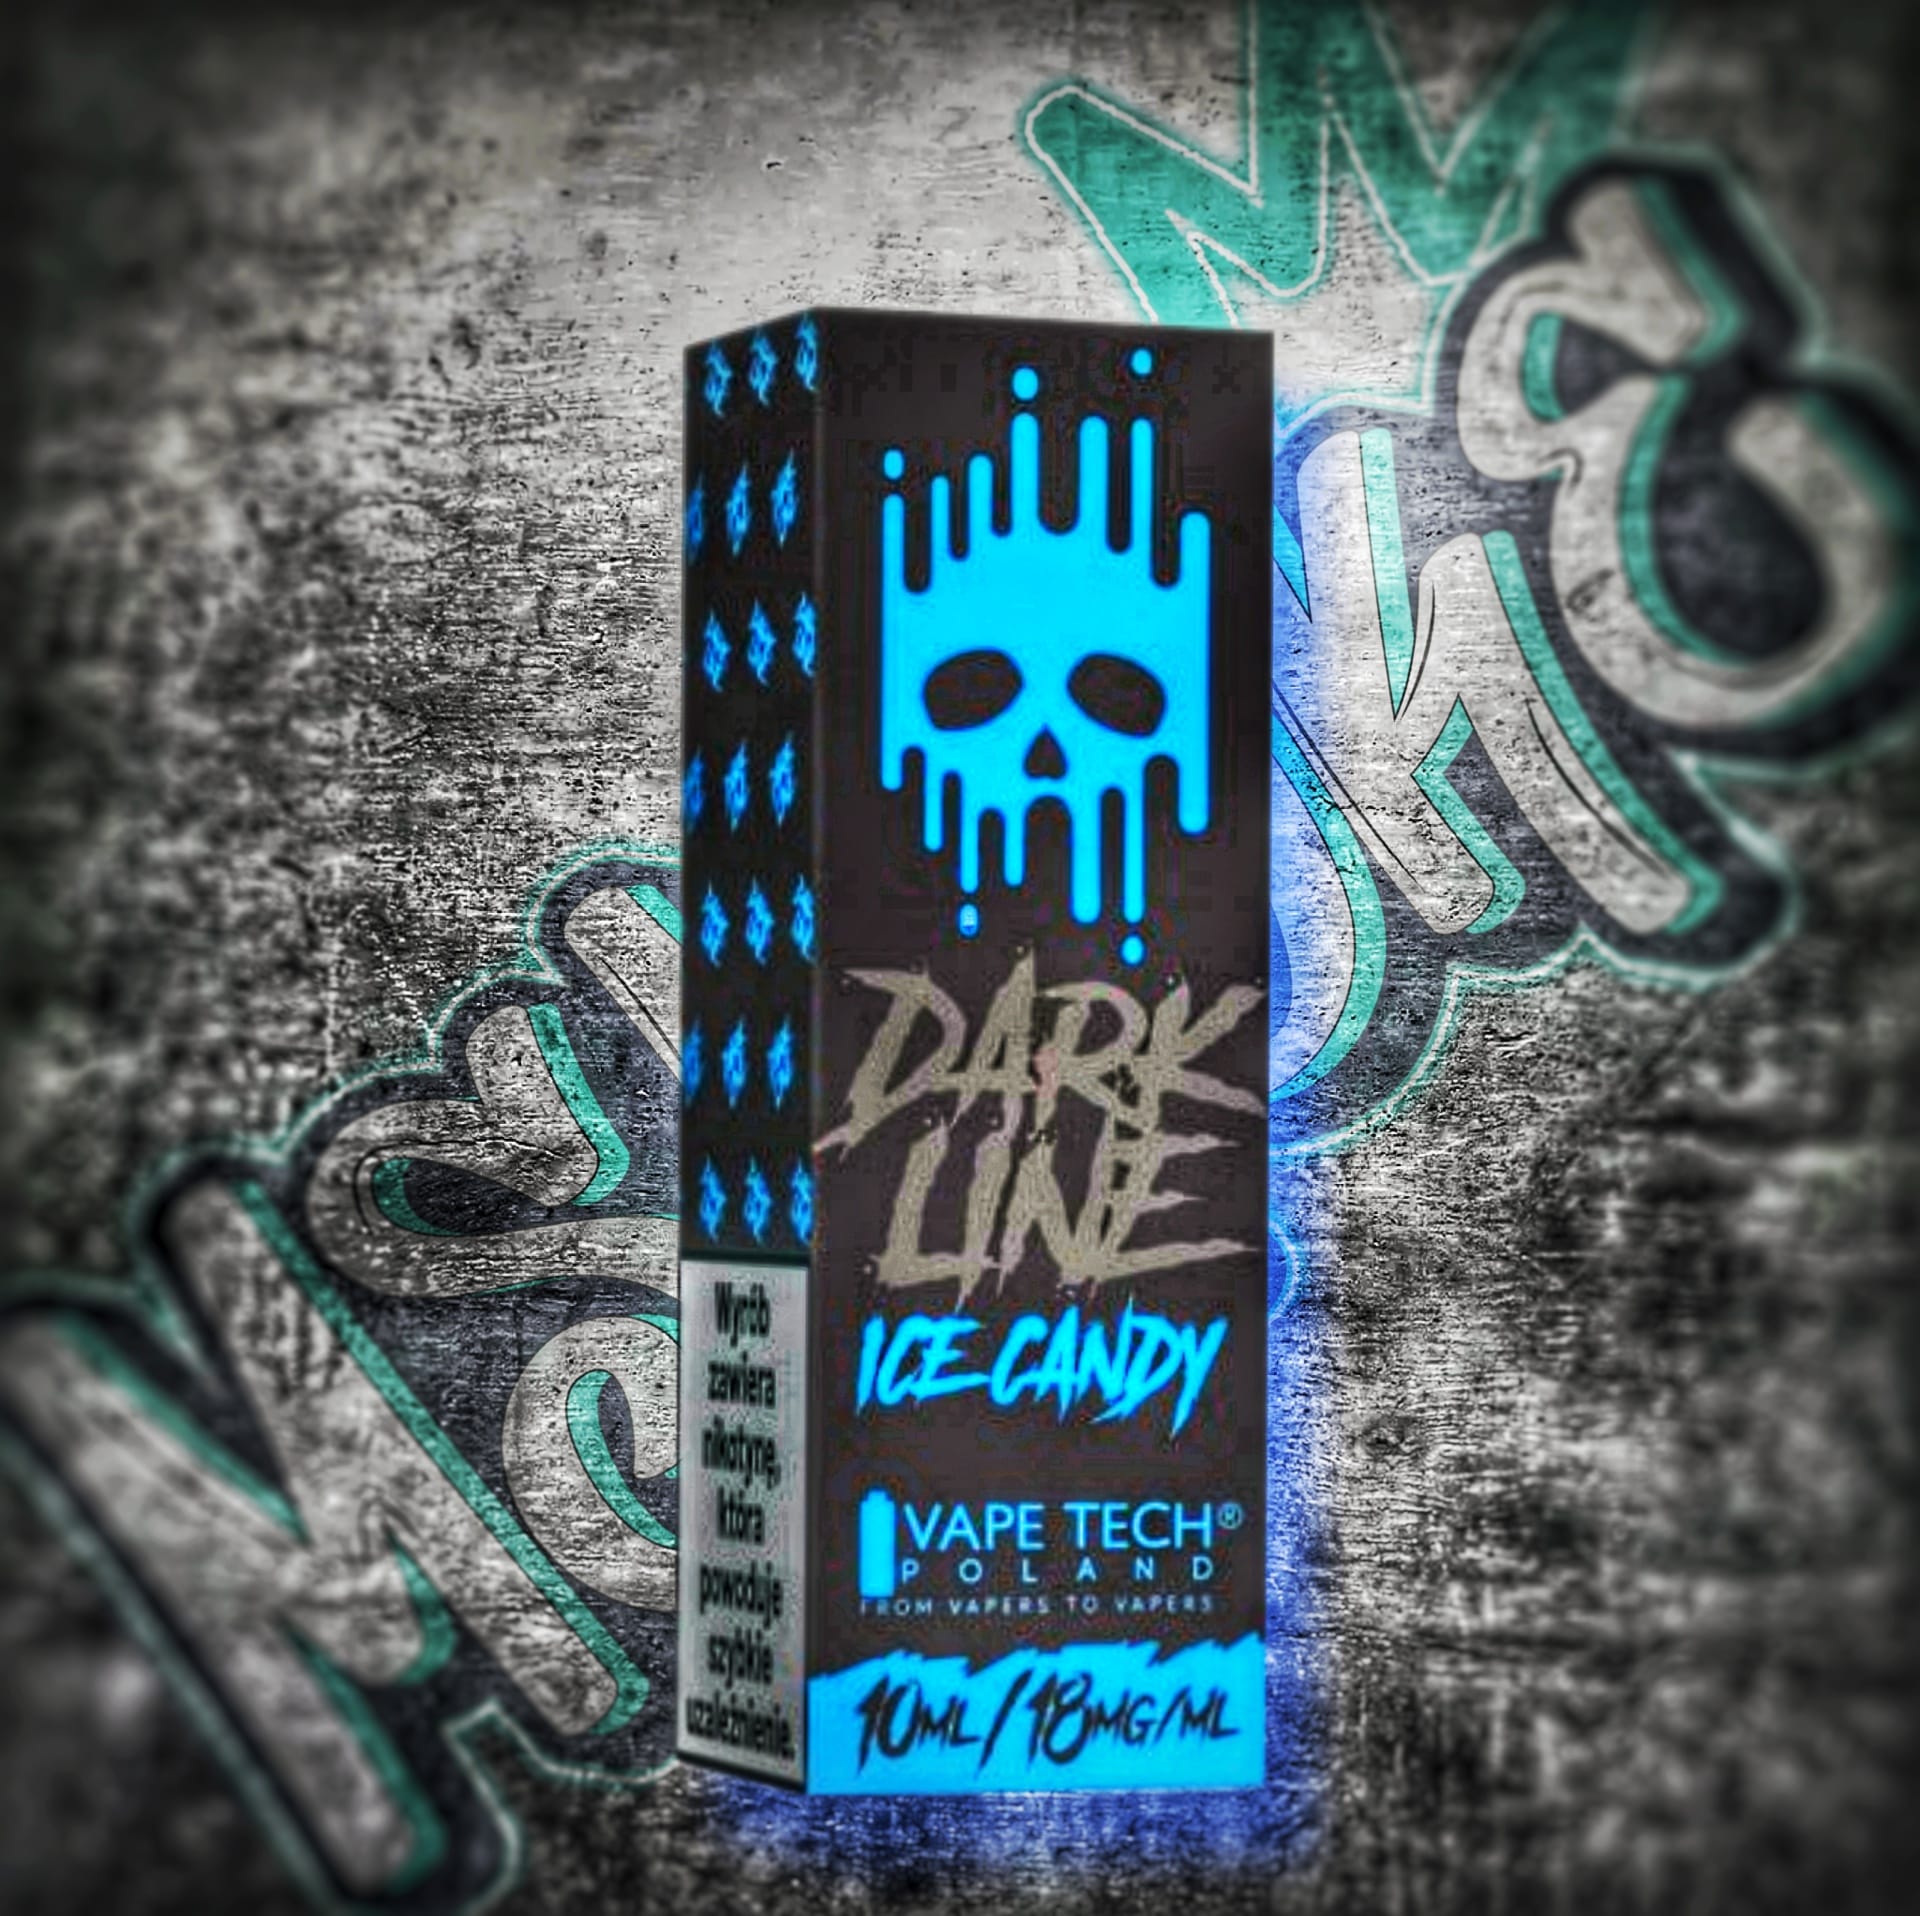 DARK
LINE
ICE CANDY
VAPE TECH®
POLAND
FROM VAPERS TO VAPERS
10ML/18MG/ML
Wyrób
zawiera
nikotynę,
która
powoduje
szybkie
uzależnienie.